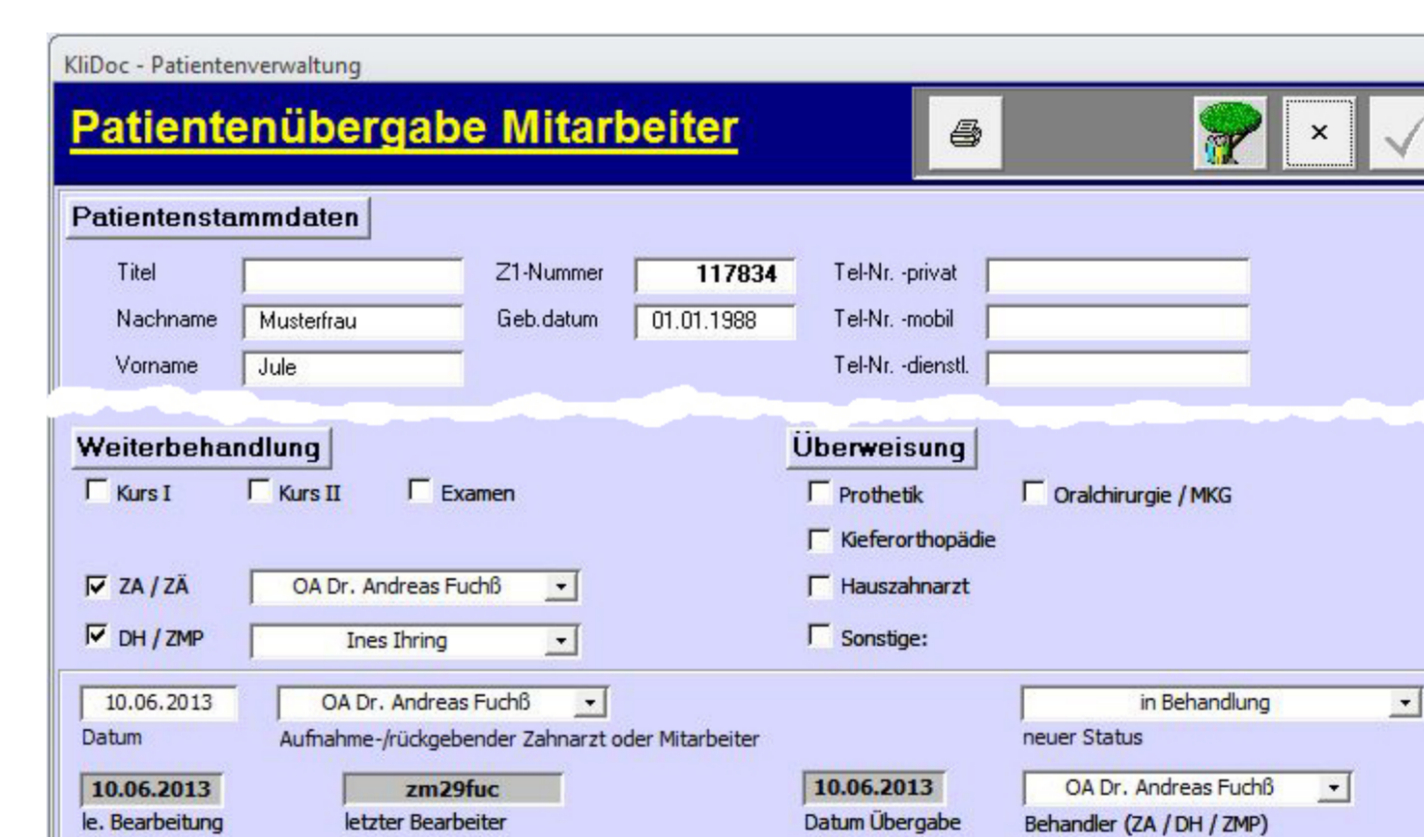 KliDoc - Patientenverwaltung
Patientenübergabe Mitarbeiter
Patientenstammdaten
Titel Z1-Nummer 117834 Tel-Nr. -privat
Nachname Musterfrau Geb.datum 01.01.1988 Tel-Nr. -mobil
Vorname Jule Tel-Nr. -dienstl.
Weiterbehandlung Überweisung
Kurs I Kurs II Examen Prothetik Oralchirurgie / MKG
Kieferorthopädie
ZA / ZÄ OA Dr. Andreas Fuchß Hauszahnarzt
DH / ZMP Ines Ihring Sonstige:
10.06.2013 OA Dr. Andreas Fuchß in Behandlung
Datum Aufnahme-/rückgebender Zahnarzt oder Mitarbeiter neuer Status
10.06.2013 zm29fuc 10.06.2013 OA Dr. Andreas Fuchß
le. Bearbeitung letzter Bearbeiter Datum Übergabe Behandler (ZA / DH / ZMP)